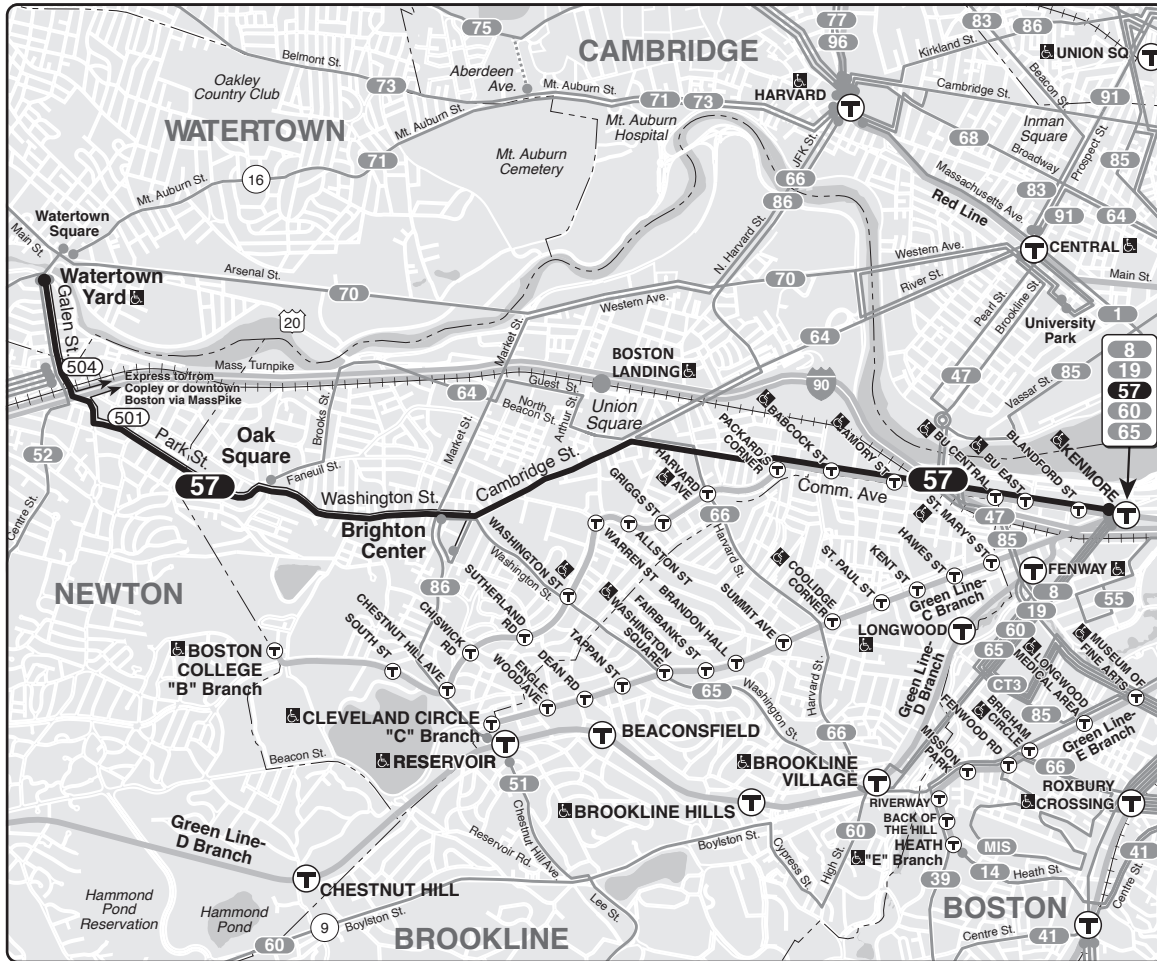 75
77
96
83
86
Kirkland St.
UNION SQ
CAMBRIDGE
Belmont St.
73
Oakley
Country Club
Aberdeen
Ave.
Mt. Auburn St.
71
73
HARVARD
Beacon St.
Cambridge St.
91
Inman
Square
WATERTOWN
Mt. Auburn St.
71
Mt. Auburn
Hospital
JFK St.
68
Broadway
Prospect St.
85
Mt. Auburn
Cemetery
66
86
Massachusetts Ave.
Red Line
83
91
64
16
Mt. Auburn St.
Watertown
Square
Main St.
N. Harvard St.
Western Ave.
CENTRAL
Watertown
Yard
Arsenal St.
70
70
River St.
Main St.
Galen St.
20
Western Ave.
Market St.
Pearl St.
Brookline St.
1
University
Park
64
504
Mass. Turnpike
BOSTON
LANDING
8
19
57
60
65
Express to/from
Copley or downtown
Boston via MassPike
501
Guest St.
90
47
85
Vassar St.
64
North
Beacon St.
Arthur St.
Union
Square
Brooks St.
Market St.
52
Centre St.
Park St.
Oak
Square
Faneuil St.
57
Washington St.
Cambridge St.
Brighton
Center
HARVARD
AVE
PACKARD'S
CORNER
BABCOCK ST
AMORY ST
Comm. Ave
57
BU CENTRAL
BU EAST
BLANDFORD ST
KENMORE
GRIGGS ST
ALLSTON ST
WARREN ST
WASHINGTON ST
Washington St.
66
Harvard St.
47
85
ST. MARY'S ST
HAWES ST
KENT ST
ST. PAUL ST
COOLIDGE
CORNER
SUMMIT AVE
BRANDON HALL
FAIRBANKS ST
WASHINGTON
SQUARE
TAPPAN ST
DEAN RD
ENGLE-
WOOD AVE
FENWAY
8
55
19
60
65
Green Line-
C Branch
LONGWOOD
NEWTON
86
SUTHERLAND
RD
CHISWICK
RD
CHESTNUT HILL AVE
SOUTH ST
BOSTON
COLLEGE
"B" Branch
CLEVELAND CIRCLE
"C" Branch
RESERVOIR
BEACONSFIELD
65
Washington St.
Harvard St.
66
Green Line-
D Branch
CT3
85
LONGWOOD
MEDICAL AREA
MUSEUM OF
FINE ARTS
BRIGHAM
CIRCLE
FENWOOD RD
MISSION
PARK
Green Line-
E Branch
66
Beacon St.
51
BROOKLINE
VILLAGE
BROOKLINE HILLS
ROXBURY
CROSSING
RIVERWAY
BACK OF
THE HILL
HEATH
"E" Branch
Green Line-
D Branch
Reservoir Rd.
Chestnut Hill Ave.
Boylston St.
60
Cypress St.
High St.
MIS
14
Heath St.
39
41
Centre St.
CHESTNUT HILL
Hammond
Pond
Reservation
Hammond
Pond
Lee St.
9
Boylston St.
60
BROOKLINE
BOSTON
Centre St.
41